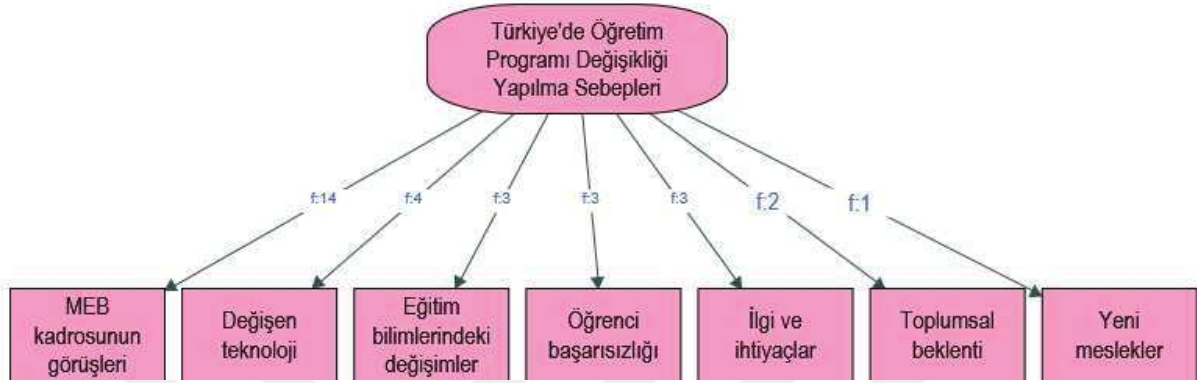 Türkiye'de Öğretim
Programı Değişikliği
Yapılma Sebepleri
f:14
f:4
f:3
f:3
f:3
f:2
f:1
MEB
kadrosunun
görüşleri
Değişen
teknoloji
Eğitim
bilimlerindeki
değişimler
Öğrenci
başarısızlığı
İlgi ve
ihtiyaçlar
Toplumsal
beklenti
Yeni
meslekler